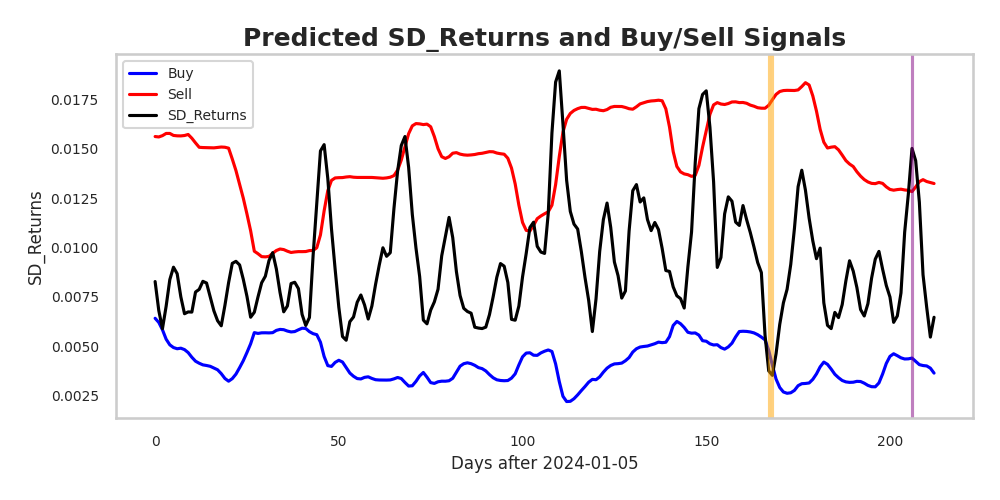 Predicted SD_Returns and Buy/Sell Signals
Buy
Sell
SD_Returns
SD_Returns
0.0175
0.0150
0.0125
0.0100
0.0075
0.0050
0.0025
0 50 100 150 200
Days after 2024-01-05